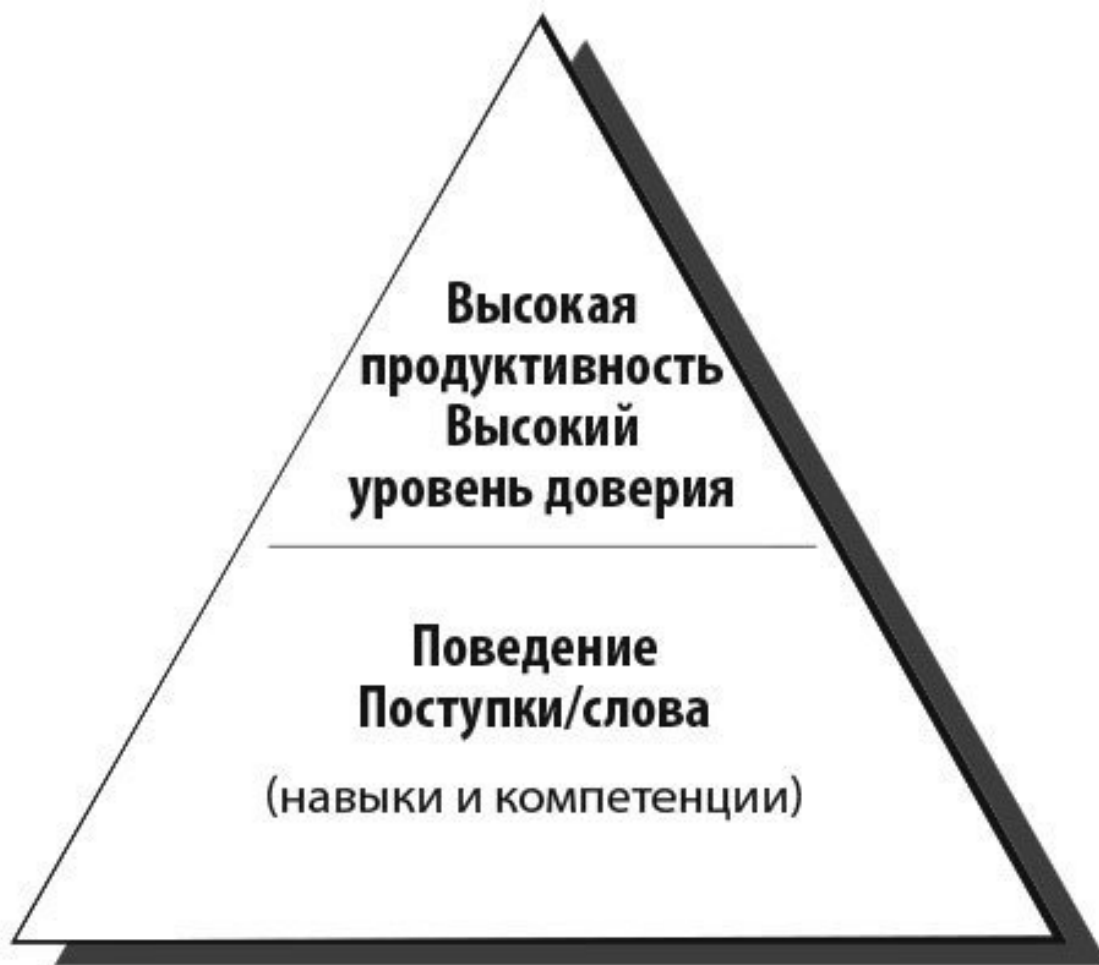 Высокая
продуктивность
Высокий
уровень доверия
Поведение
Поступки/слова
(навыки и компетенции)